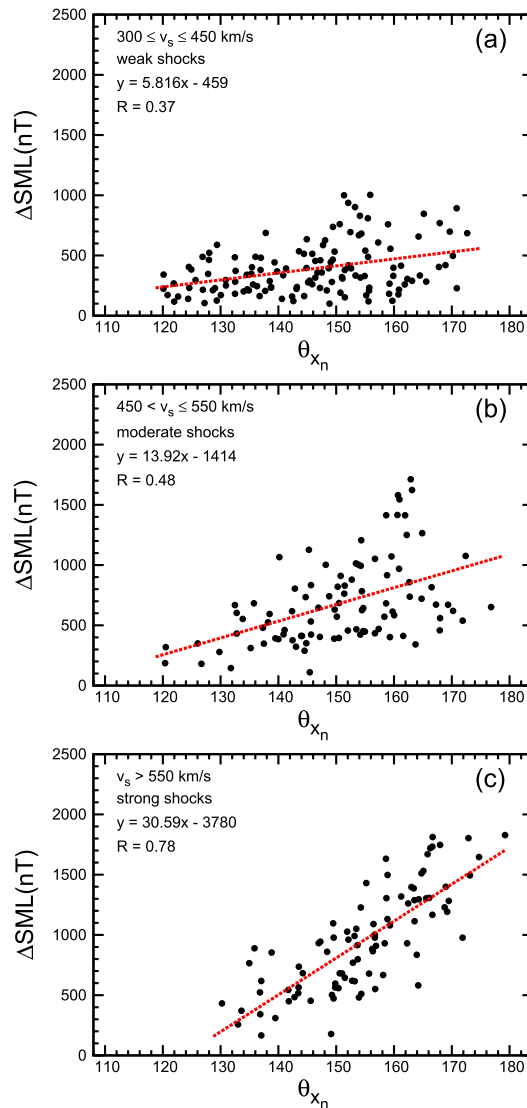 (a)
300 ≤ vs ≤ 450 km/s
weak shocks
y = 5.816x - 459
R = 0.37
2500
2000
1500
1000
500
0
ΔSML(nT)
110 120 130 140 150 160 170 180
θxn
(b)
450 < vs ≤ 550 km/s
moderate shocks
y = 13.92x - 1414
R = 0.48
2500
2000
1500
1000
500
0
ΔSML(nT)
110 120 130 140 150 160 170 180
θxn
(c)
vs > 550 km/s
strong shocks
y = 30.59x - 3780
R = 0.78
2500
2000
1500
1000
500
0
ΔSML(nT)
110 120 130 140 150 160 170 180
θxn